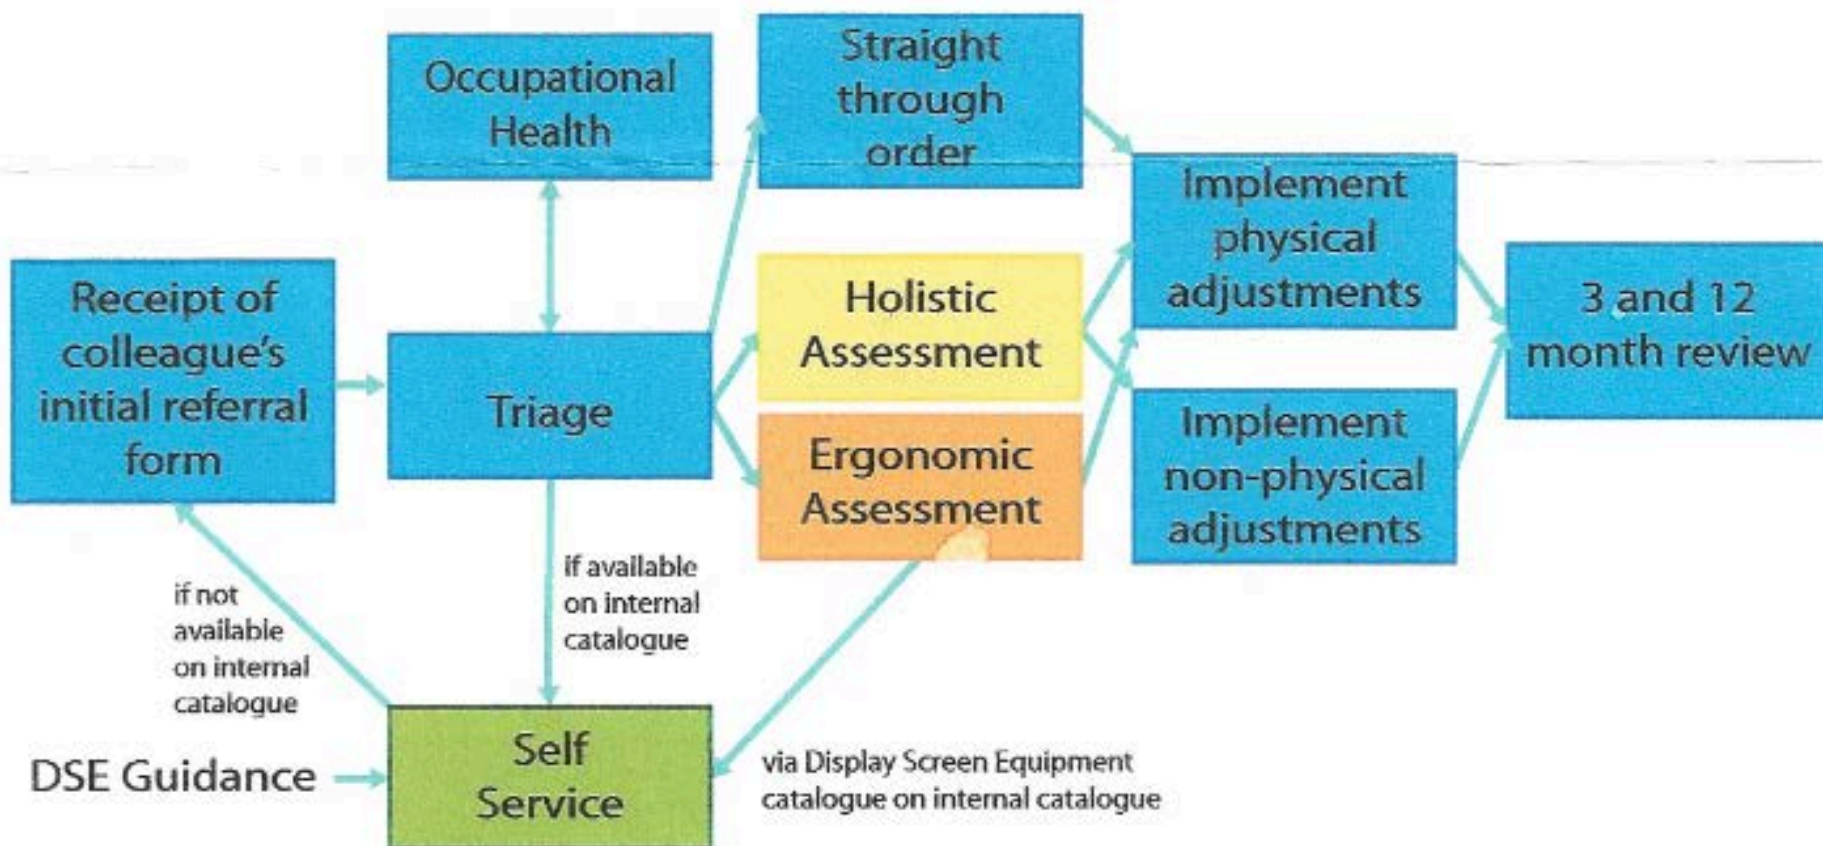 Occupational
Health
Straight
through
order
Receipt of
colleague's
initial referral
form
Triage
Holistic
Assessment
Ergonomic
Assessment
Implement
physical
adjustments
Implement
non-physical
adjustments
3 and 12
month review
if not
available
on internal
catalogue
if available
on internal
catalogue
DSE Guidance
Self
Service
via Display Screen Equipment
catalogue on internal catalogue